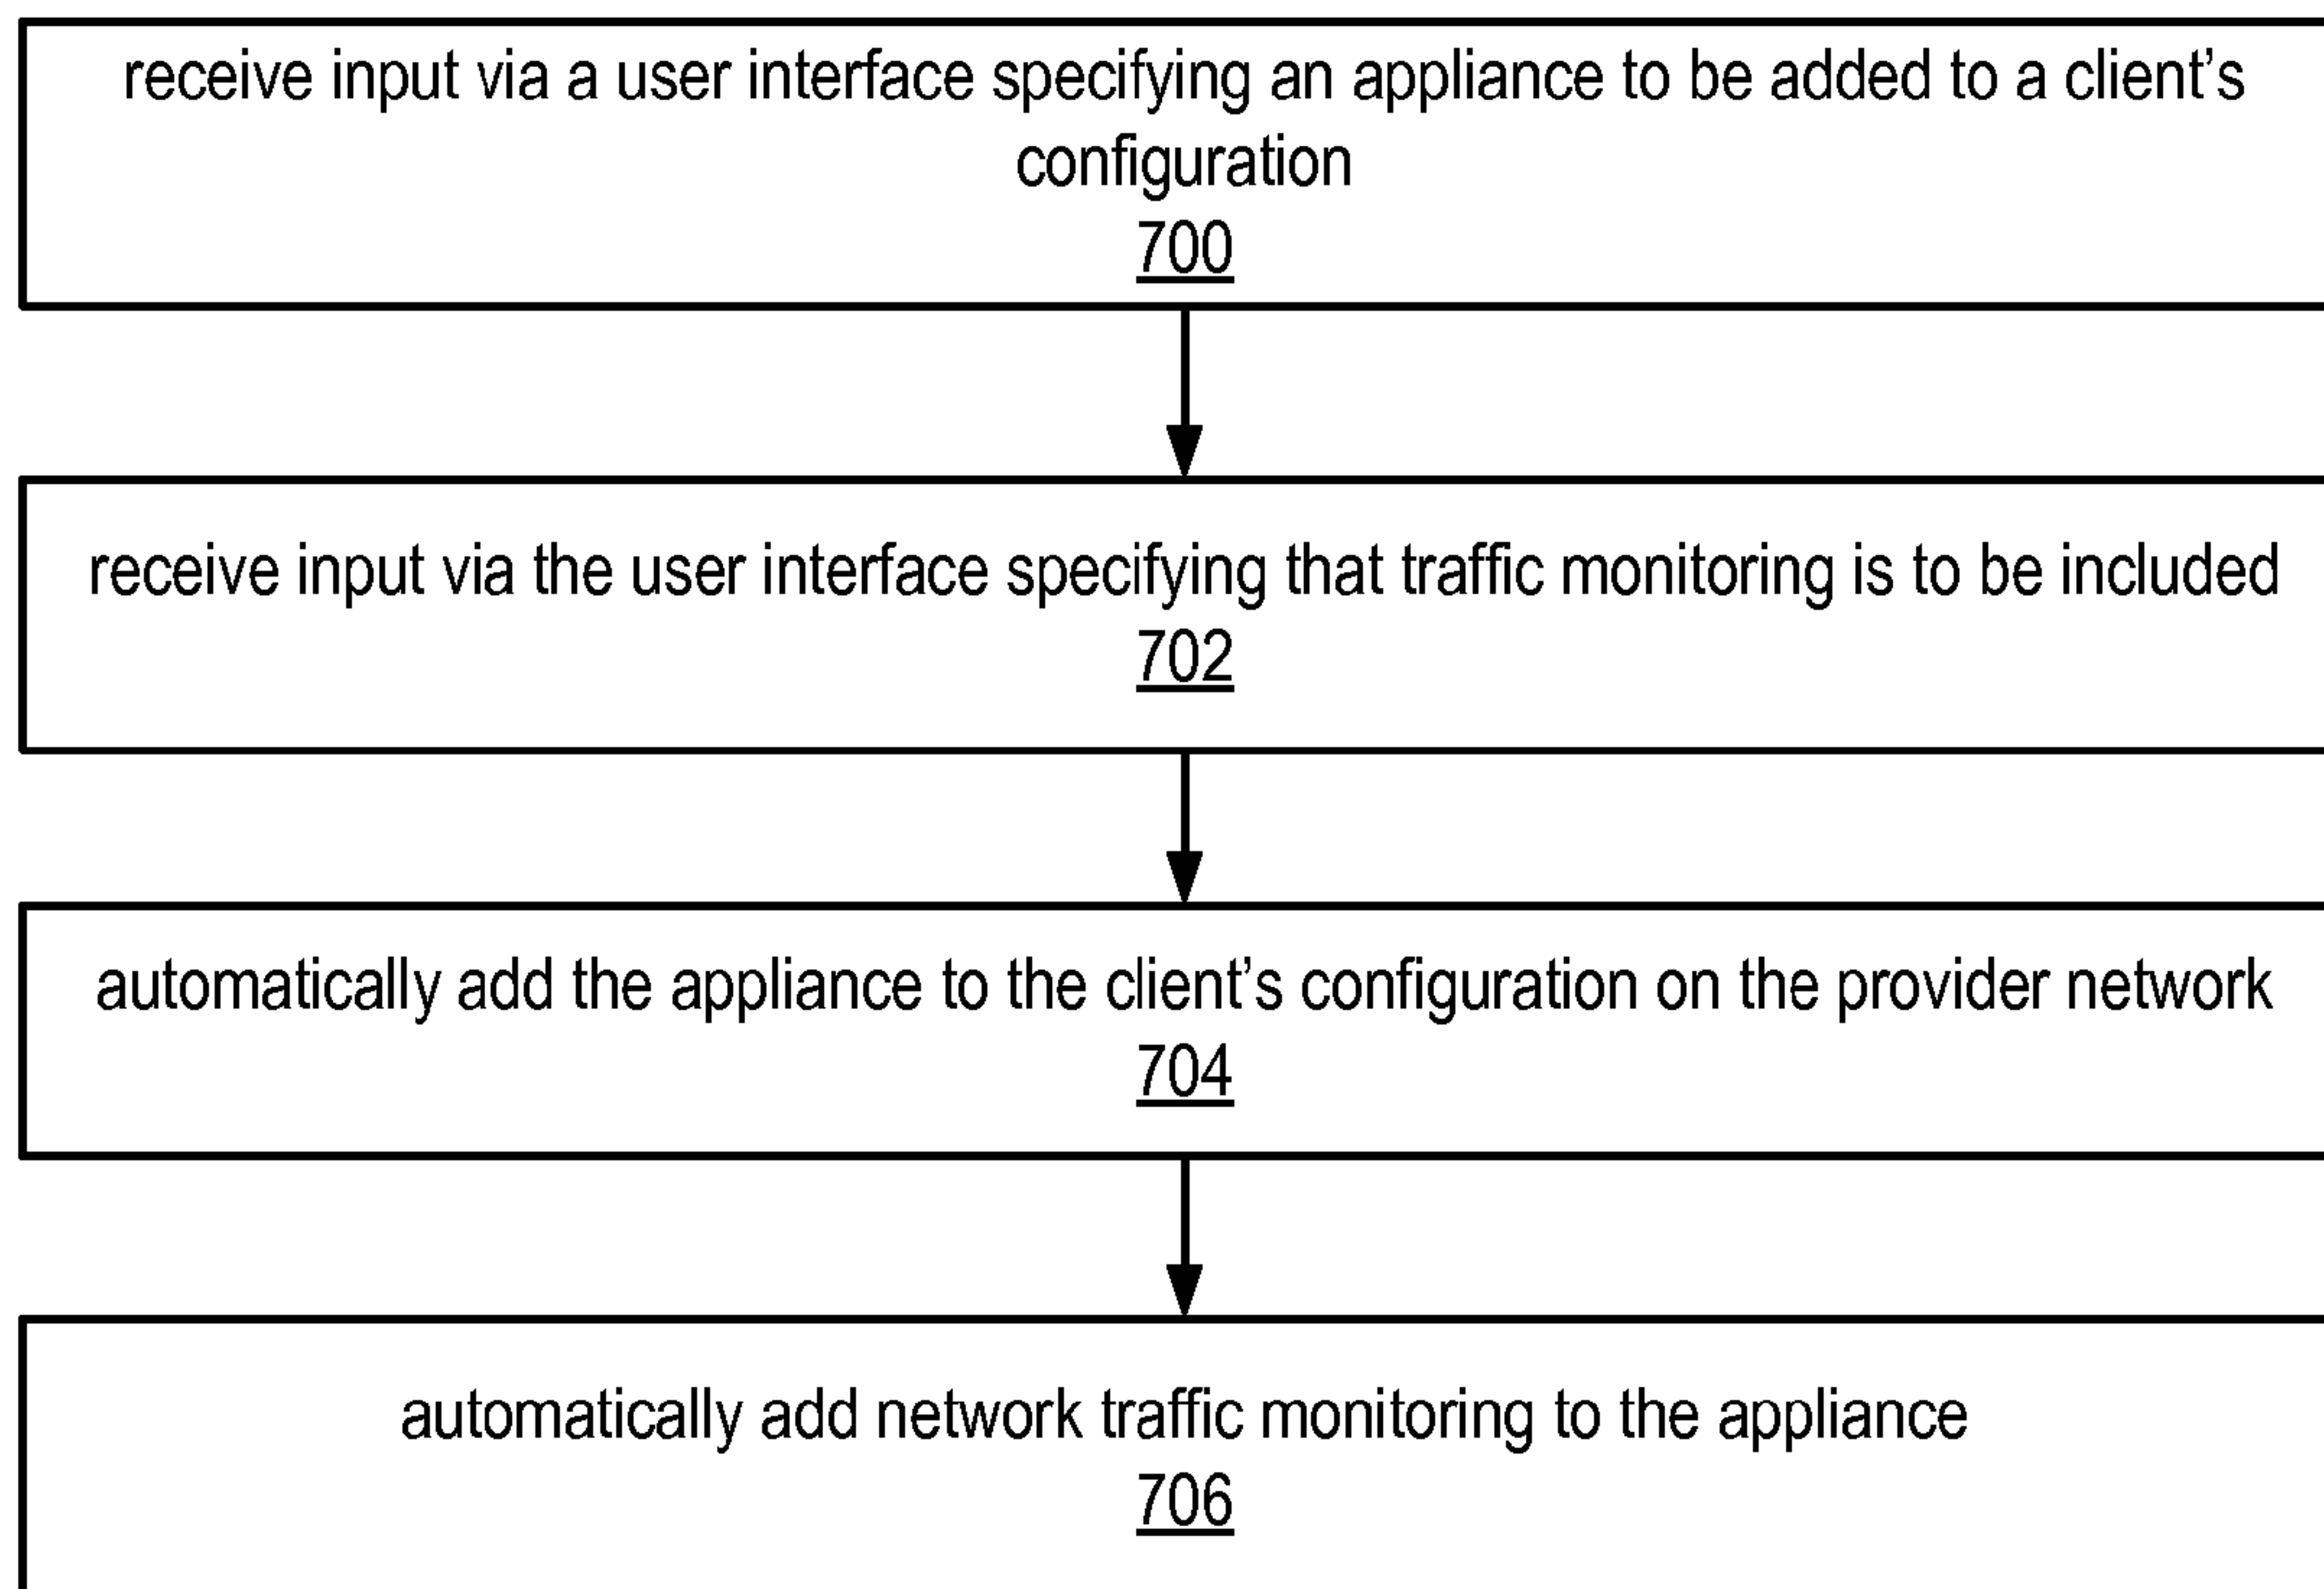 receive input via a user interface specifying an appliance to be added to a client’s
configuration
700
receive input via the user interface specifying that traffic monitoring is to be included
702
automatically add the appliance to the client’s configuration on the provider network
704
automatically add network traffic monitoring to the appliance
706